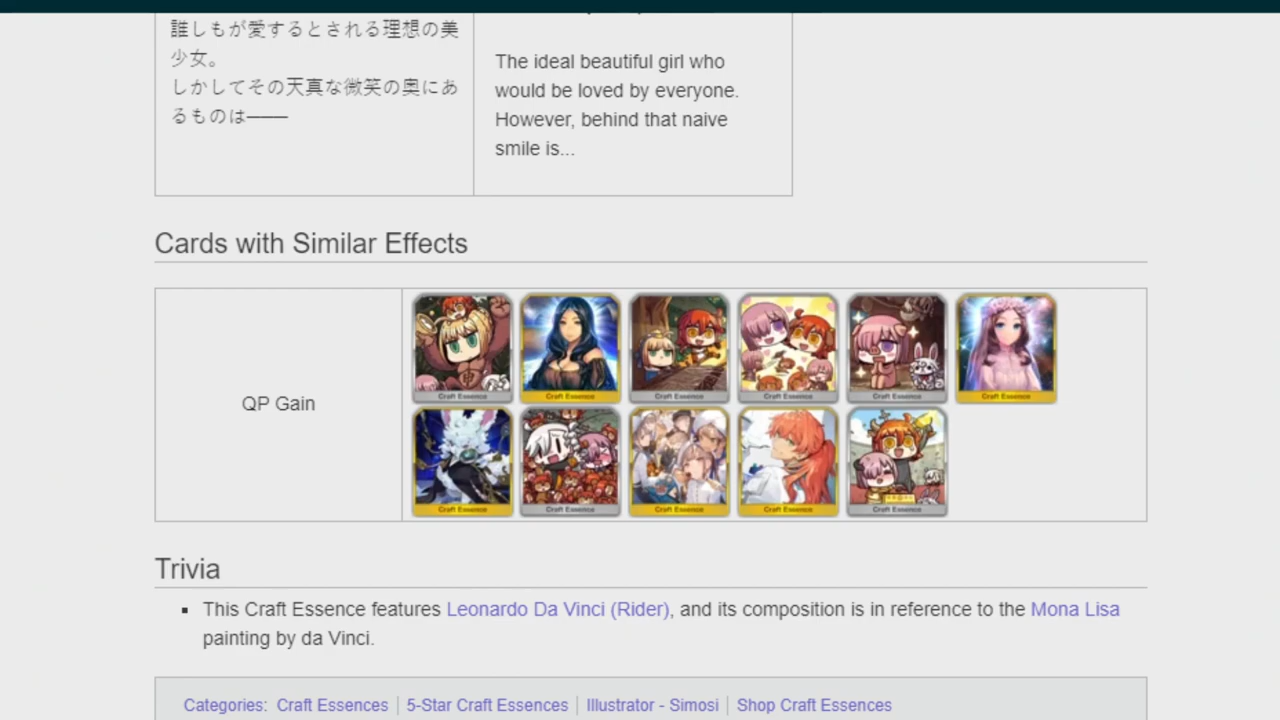 誰しもが愛するとされる理想の美
少女。
しかしてその天真な微笑の奥にあ
るものは───
The ideal beautiful girl who
would be loved by everyone.
However, behind that naive
smile is...
Cards with Similar Effects
QP Gain
Craft Essence Craft Essence Craft Essence Craft Essence Craft Essence Craft Essence
Craft Essence Craft Essence Craft Essence Craft Essence Craft Essence
Trivia
▪ This Craft Essence features Leonardo Da Vinci (Rider), and its composition is in reference to the Mona Lisa
painting by da Vinci.
Categories: Craft Essences | 5-Star Craft Essences | Illustrator - Simosi | Shop Craft Essences